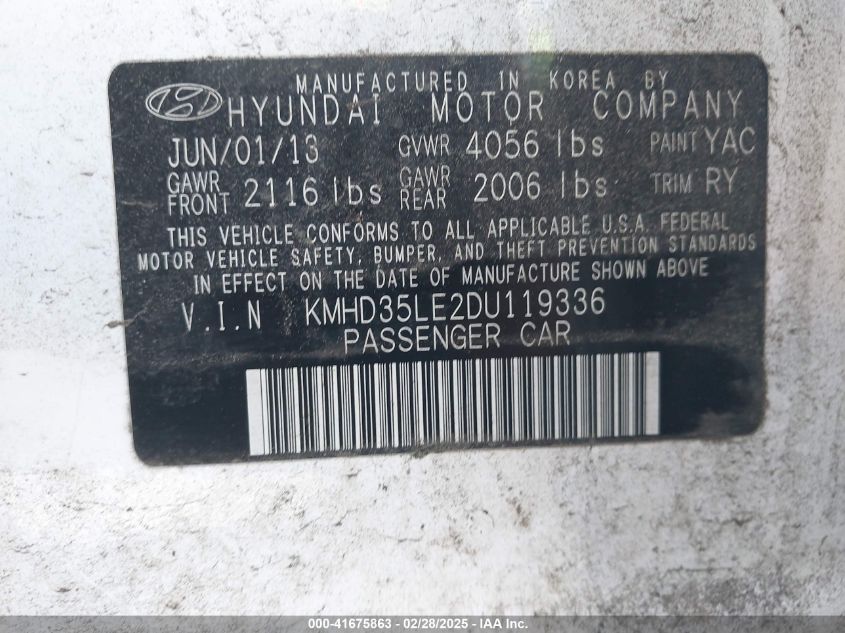 MANUFACTURED IN KOREA BY
HYUNDAI MOTOR COMPANY
JUN/01/13 GVWR 4056 lbs PAINT YAC
GAWR FRONT 2116 lbs GAWR REAR 2006 lbs TRIM RY
THIS VEHICLE CONFORMS TO ALL APPLICABLE U.S.A. FEDERAL
MOTOR VEHICLE SAFETY, BUMPER, AND THEFT PREVENTION STANDARDS
IN EFFECT ON THE DATE OF MANUFACTURE SHOWN ABOVE
V.I.N KMHD35LE2DU119336
PASSENGER CAR
000-41675863 - 02/28/2025 - IAA Inc.